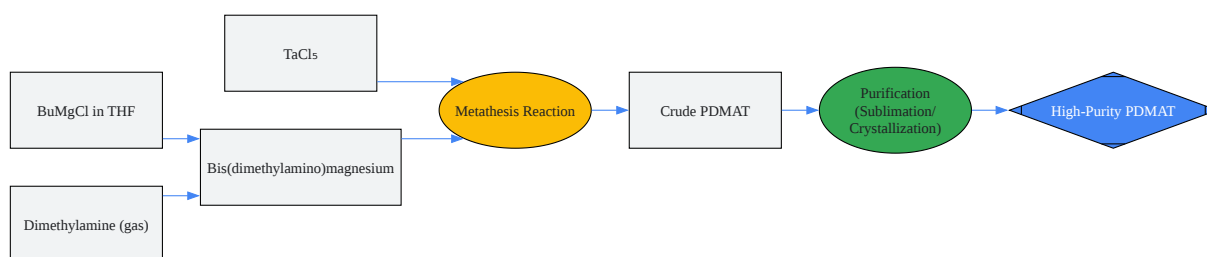 TaCl₅
BuMgCl in THF
Dimethylamine (gas)
Bis(dimethylamino)magnesium
Metathesis Reaction
Crude PDMAT
Purification
(Sublimation/
Crystallization)
High-Purity PDMAT